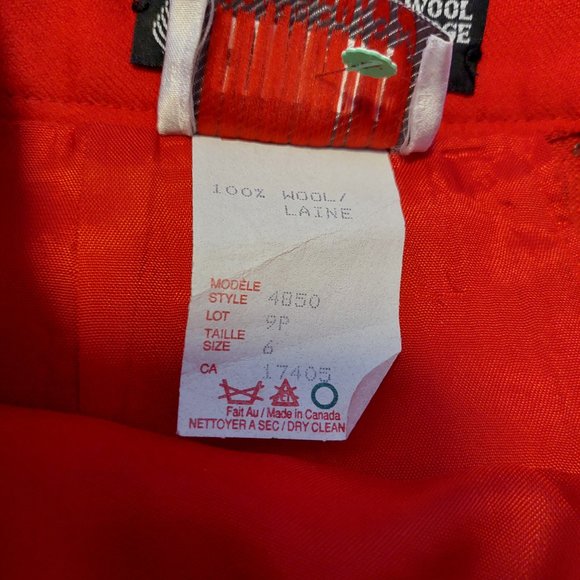 WOOL
GE
100% WOOL/
LAINE
MODÈLE
STYLE 4850
LOT 9P
TAILLE
SIZE 6
CA 17405
Fait Au / Made in Canada
NETTOYER A SEC / DRY CLEAN